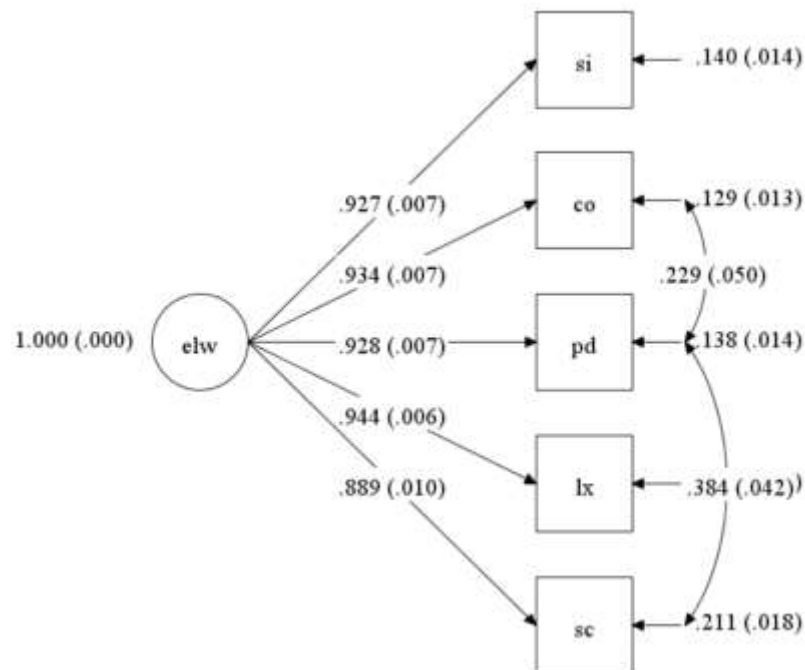 si
.140 (.014)
.927 (.007)
co
.129 (.013)
.934 (.007)
.229 (.050)
1.000 (.000)
elw
.928 (.007)
pd
.138 (.014)
.944 (.006)
.889 (.010)
lx
.384 (.042)
sc
.211 (.018)